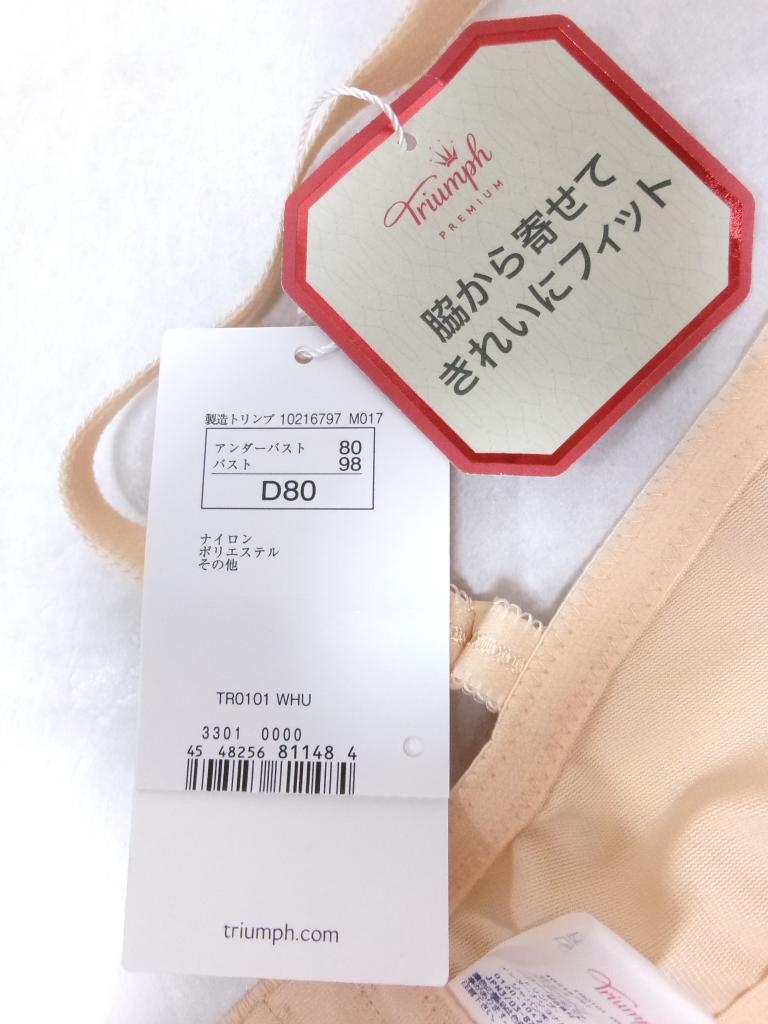 Triumph
PREMIUM
脇から寄せて
きれいにフィット
製造トリンプ 10216797 M017
アンダーバスト 80
バスト 98
D80
ナイロン
ポリエステル
その他
TR0101 WHU
3301 0000
45 48256 81148 4
triumph.com
Triumph